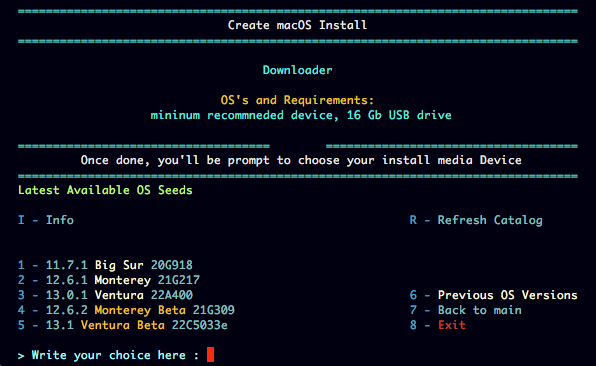 Create macOS Install
Downloader
OS's and Requirements:
mininum recommneded device, 16 Gb USB drive
Once done, you'll be prompt to choose your install media Device
Latest Available OS Seeds
I - Info R - Refresh Catalog
1 - 11.7.1 Big Sur 20G918
2 - 12.6.1 Monterey 21G217
3 - 13.0.1 Ventura 22A400 6 - Previous OS Versions
4 - 12.6.2 Monterey Beta 21G309 7 - Back to main
5 - 13.1 Ventura Beta 22C5033e 8 - Exit
> Write your choice here :